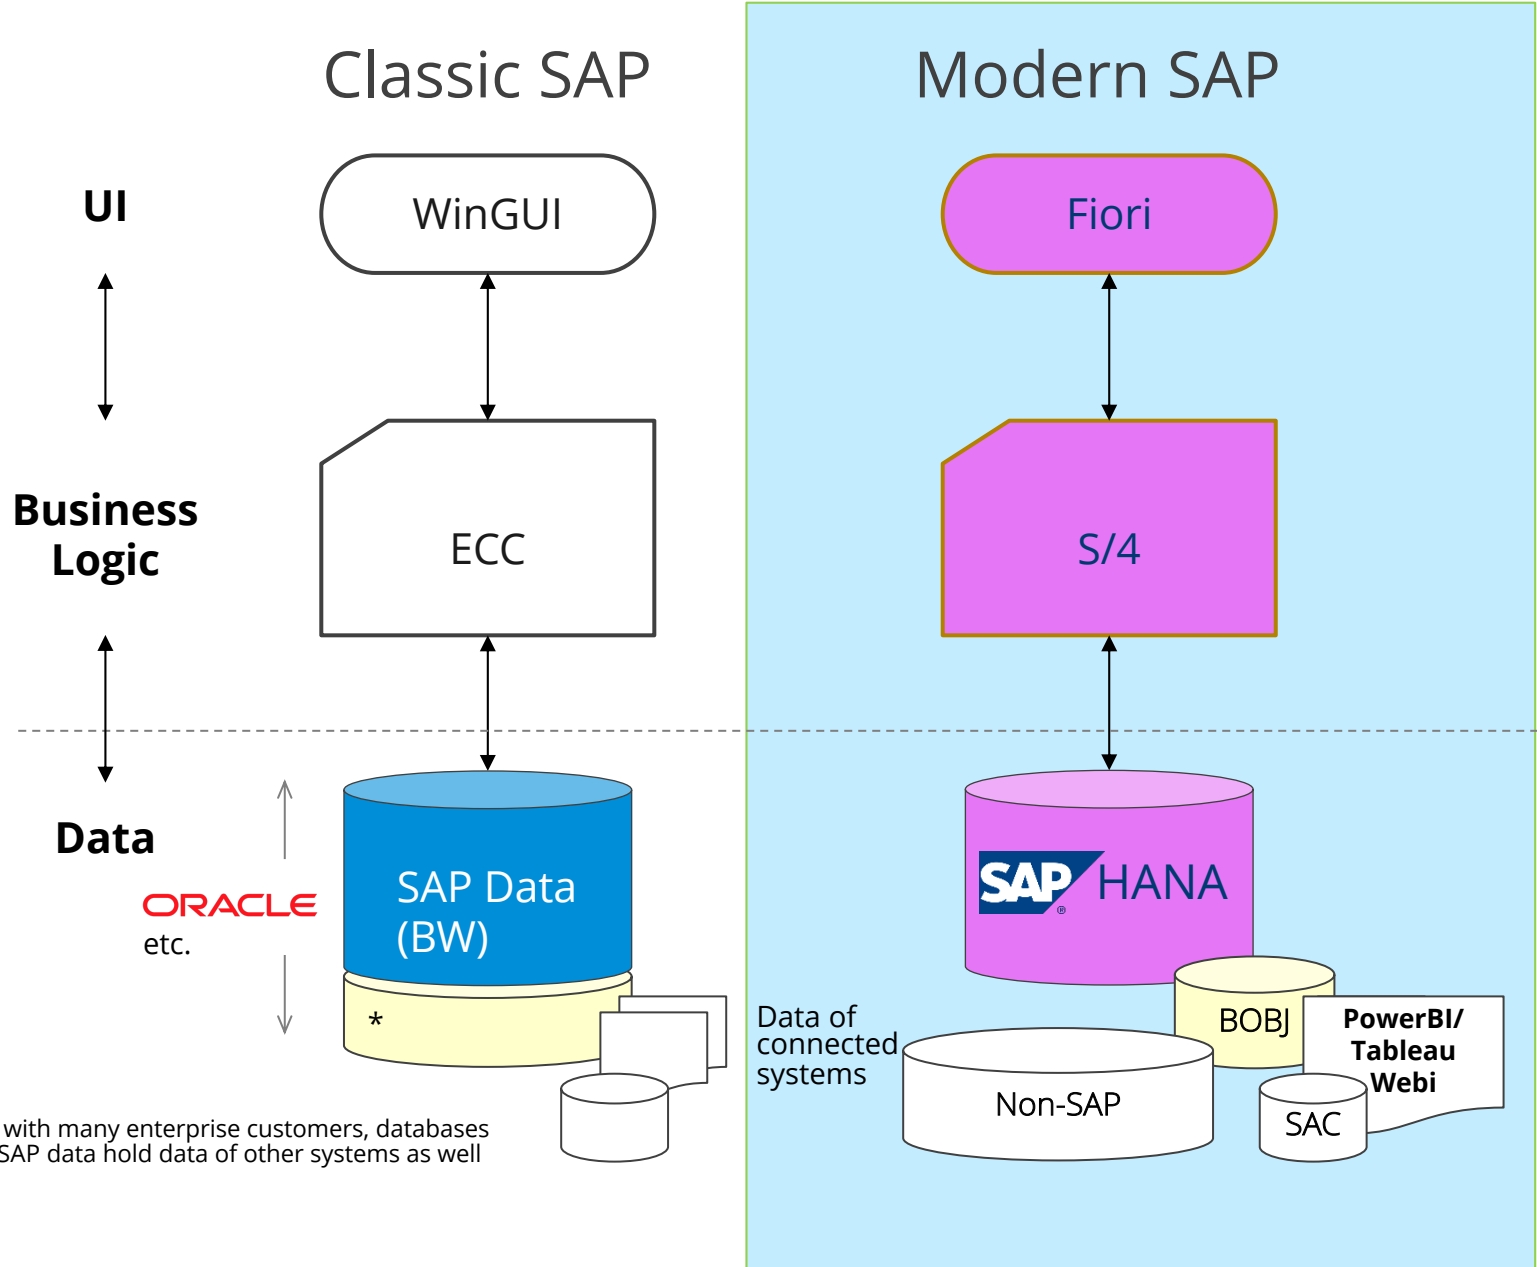 Classic SAP
Modern SAP
UI
WinGUI
Fiori
Business
Logic
ECC
S/4
Data
ORACLE
etc.
SAP Data
(BW)
*
SAP HANA
®
Data of
connected
systems
BOBJ
PowerBI/
Tableau
Webi
Non-SAP
SAC
with many enterprise customers, databases
SAP data hold data of other systems as well